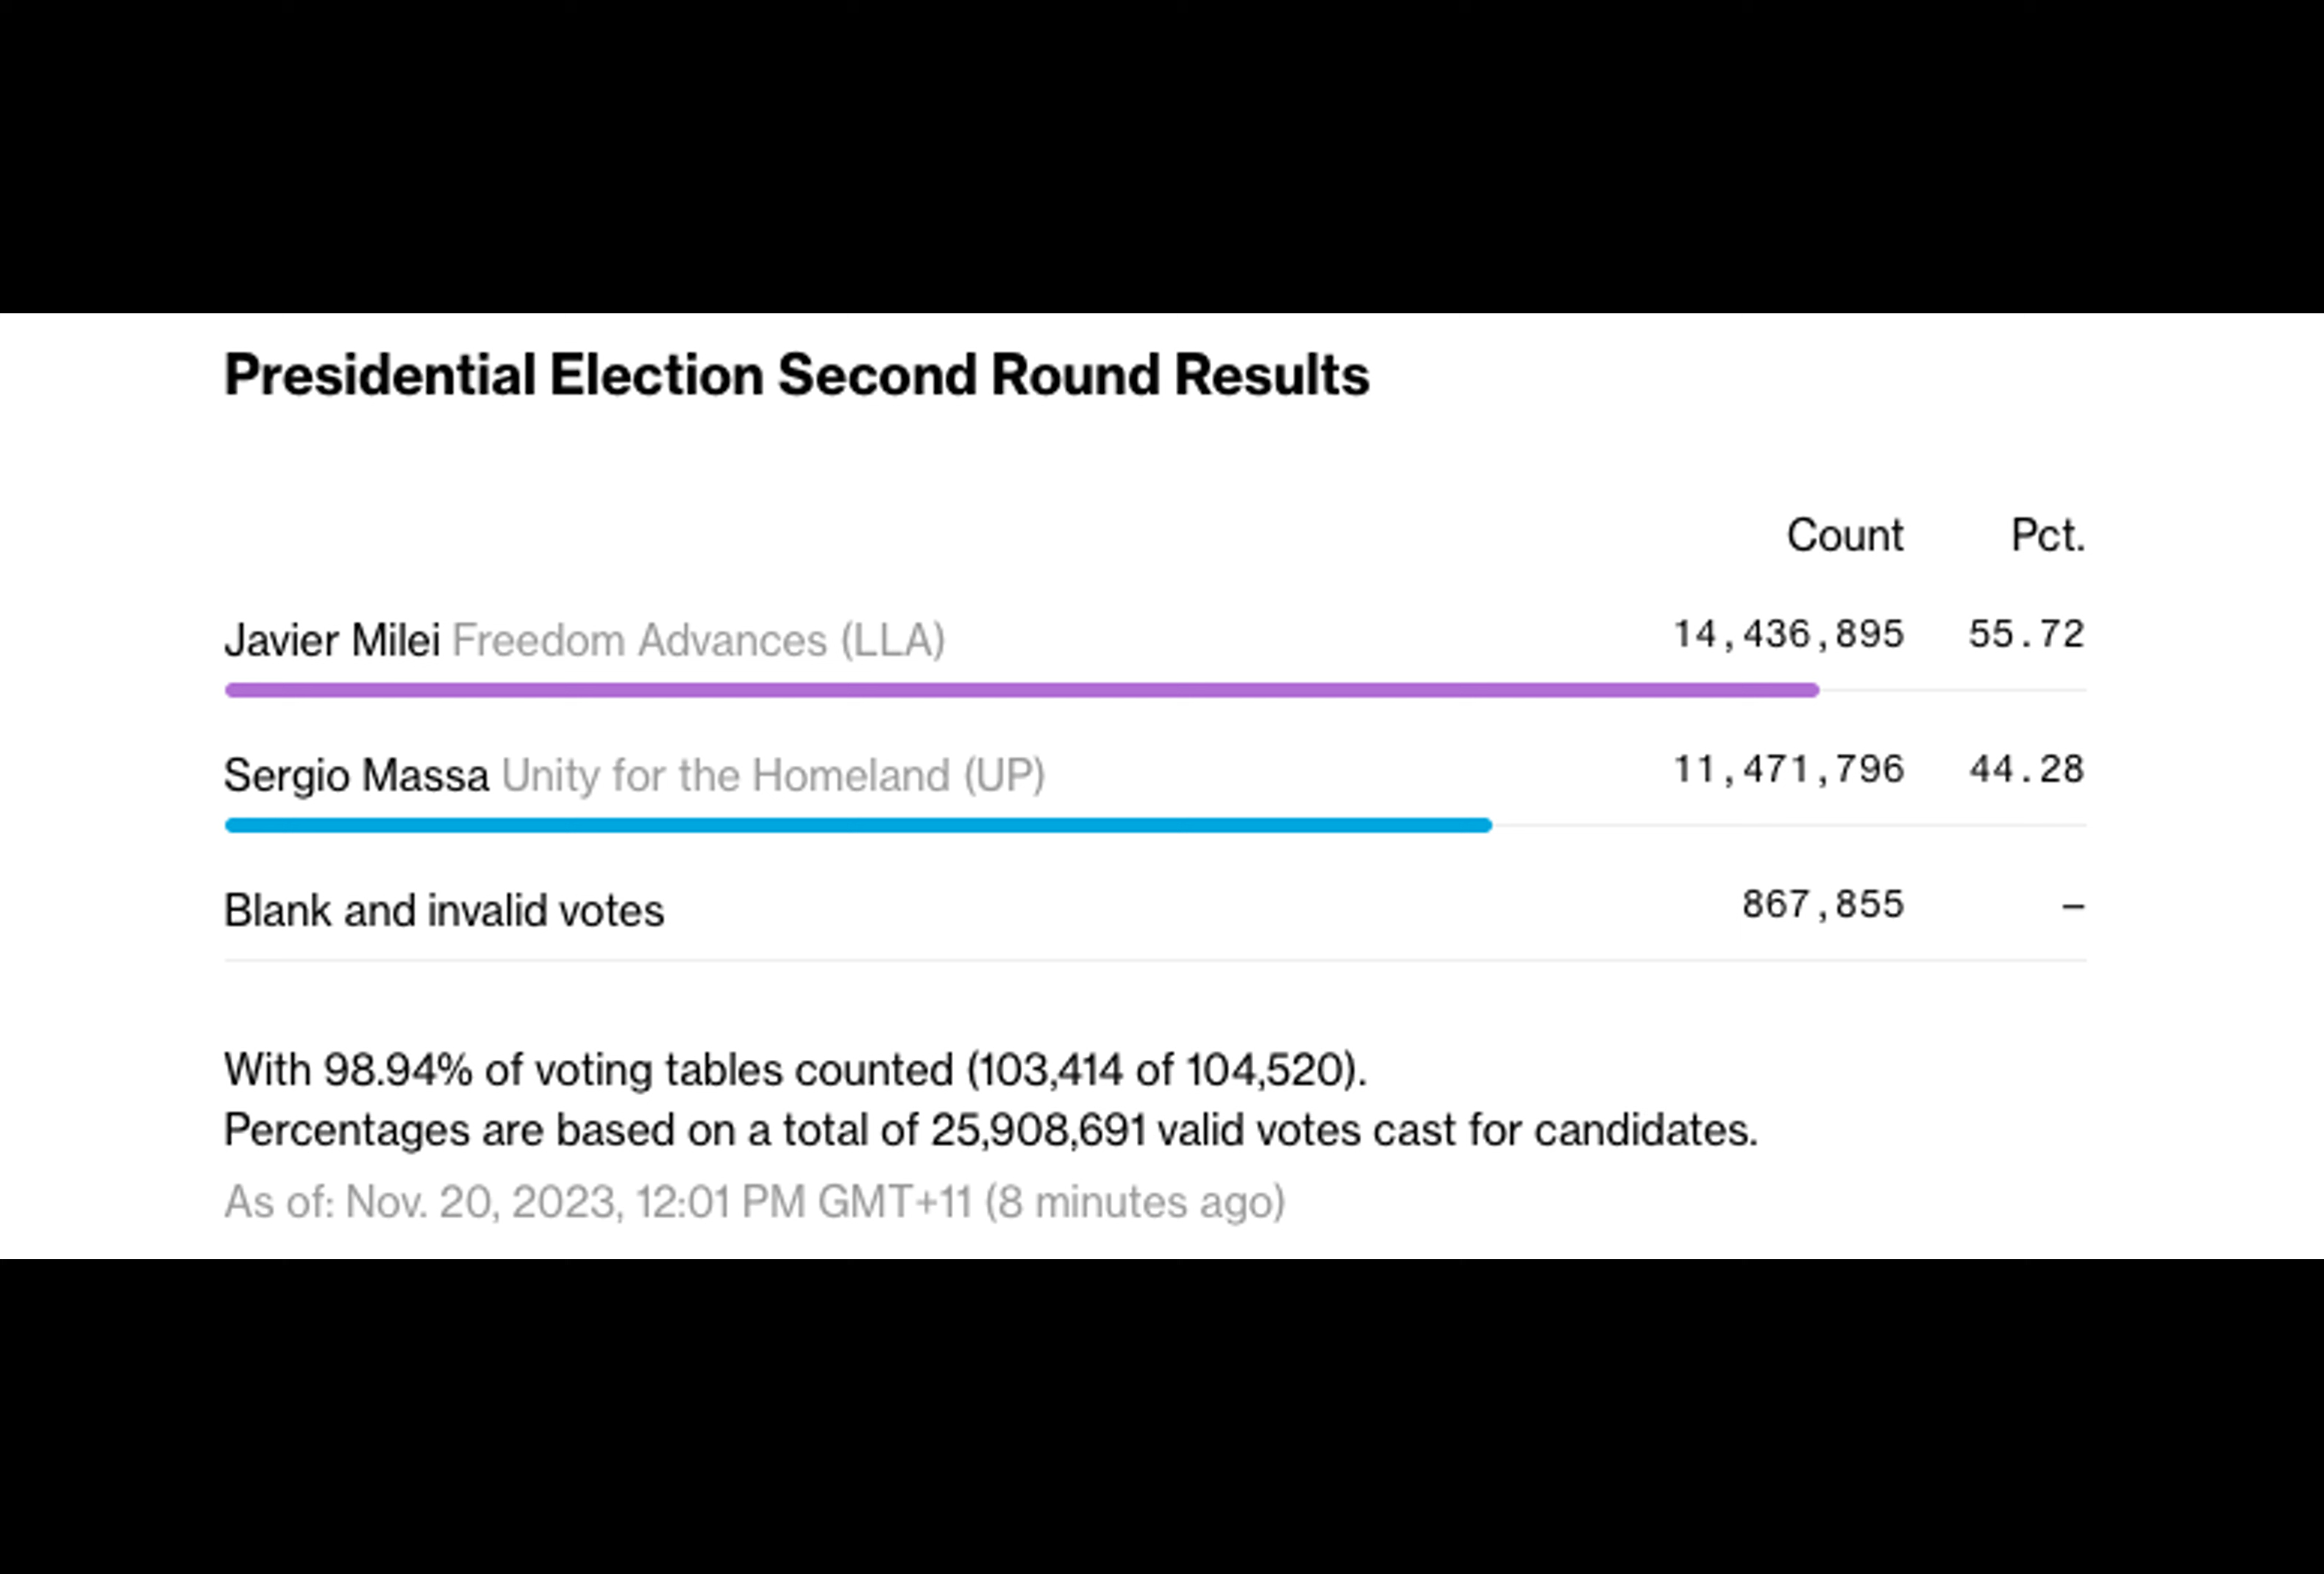 Presidential Election Second Round Results
Count Pct.
Javier Milei Freedom Advances (LLA) 14,436,895 55.72
Sergio Massa Unity for the Homeland (UP) 11,471,796 44.28
Blank and invalid votes 867,855 –
With 98.94% of voting tables counted (103,414 of 104,520).
Percentages are based on a total of 25,908,691 valid votes cast for candidates.
As of: Nov. 20, 2023, 12:01 PM GMT+11 (8 minutes ago)